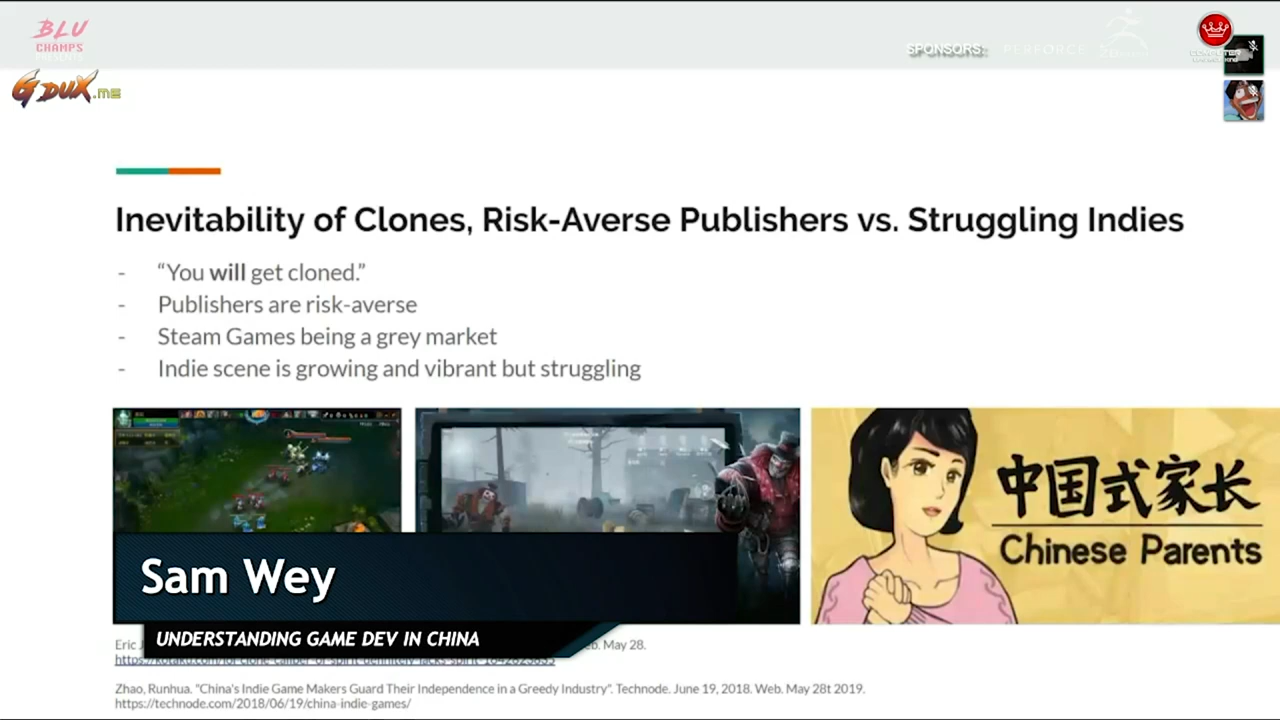 BLU
CHAMPS
PRESENTS
G DUX.ME
SPONSORS:
PERFORCE
Inevitability of Clones, Risk-Averse Publishers vs. Struggling Indies
- “You will get cloned.”
- Publishers are risk-averse
- Steam Games being a grey market
- Indie scene is growing and vibrant but struggling
中国式家长
Chinese Parents
Sam Wey
UNDERSTANDING GAME DEV IN CHINA
Eric J
eb. May 28.
Zhao, Runhua. "China's Indie Game Makers Guard Their Independence in a Greedy Industry". Technode. June 19, 2018. Web. May 28t 2019.
https://technode.com/2018/06/19/china-indie-games/